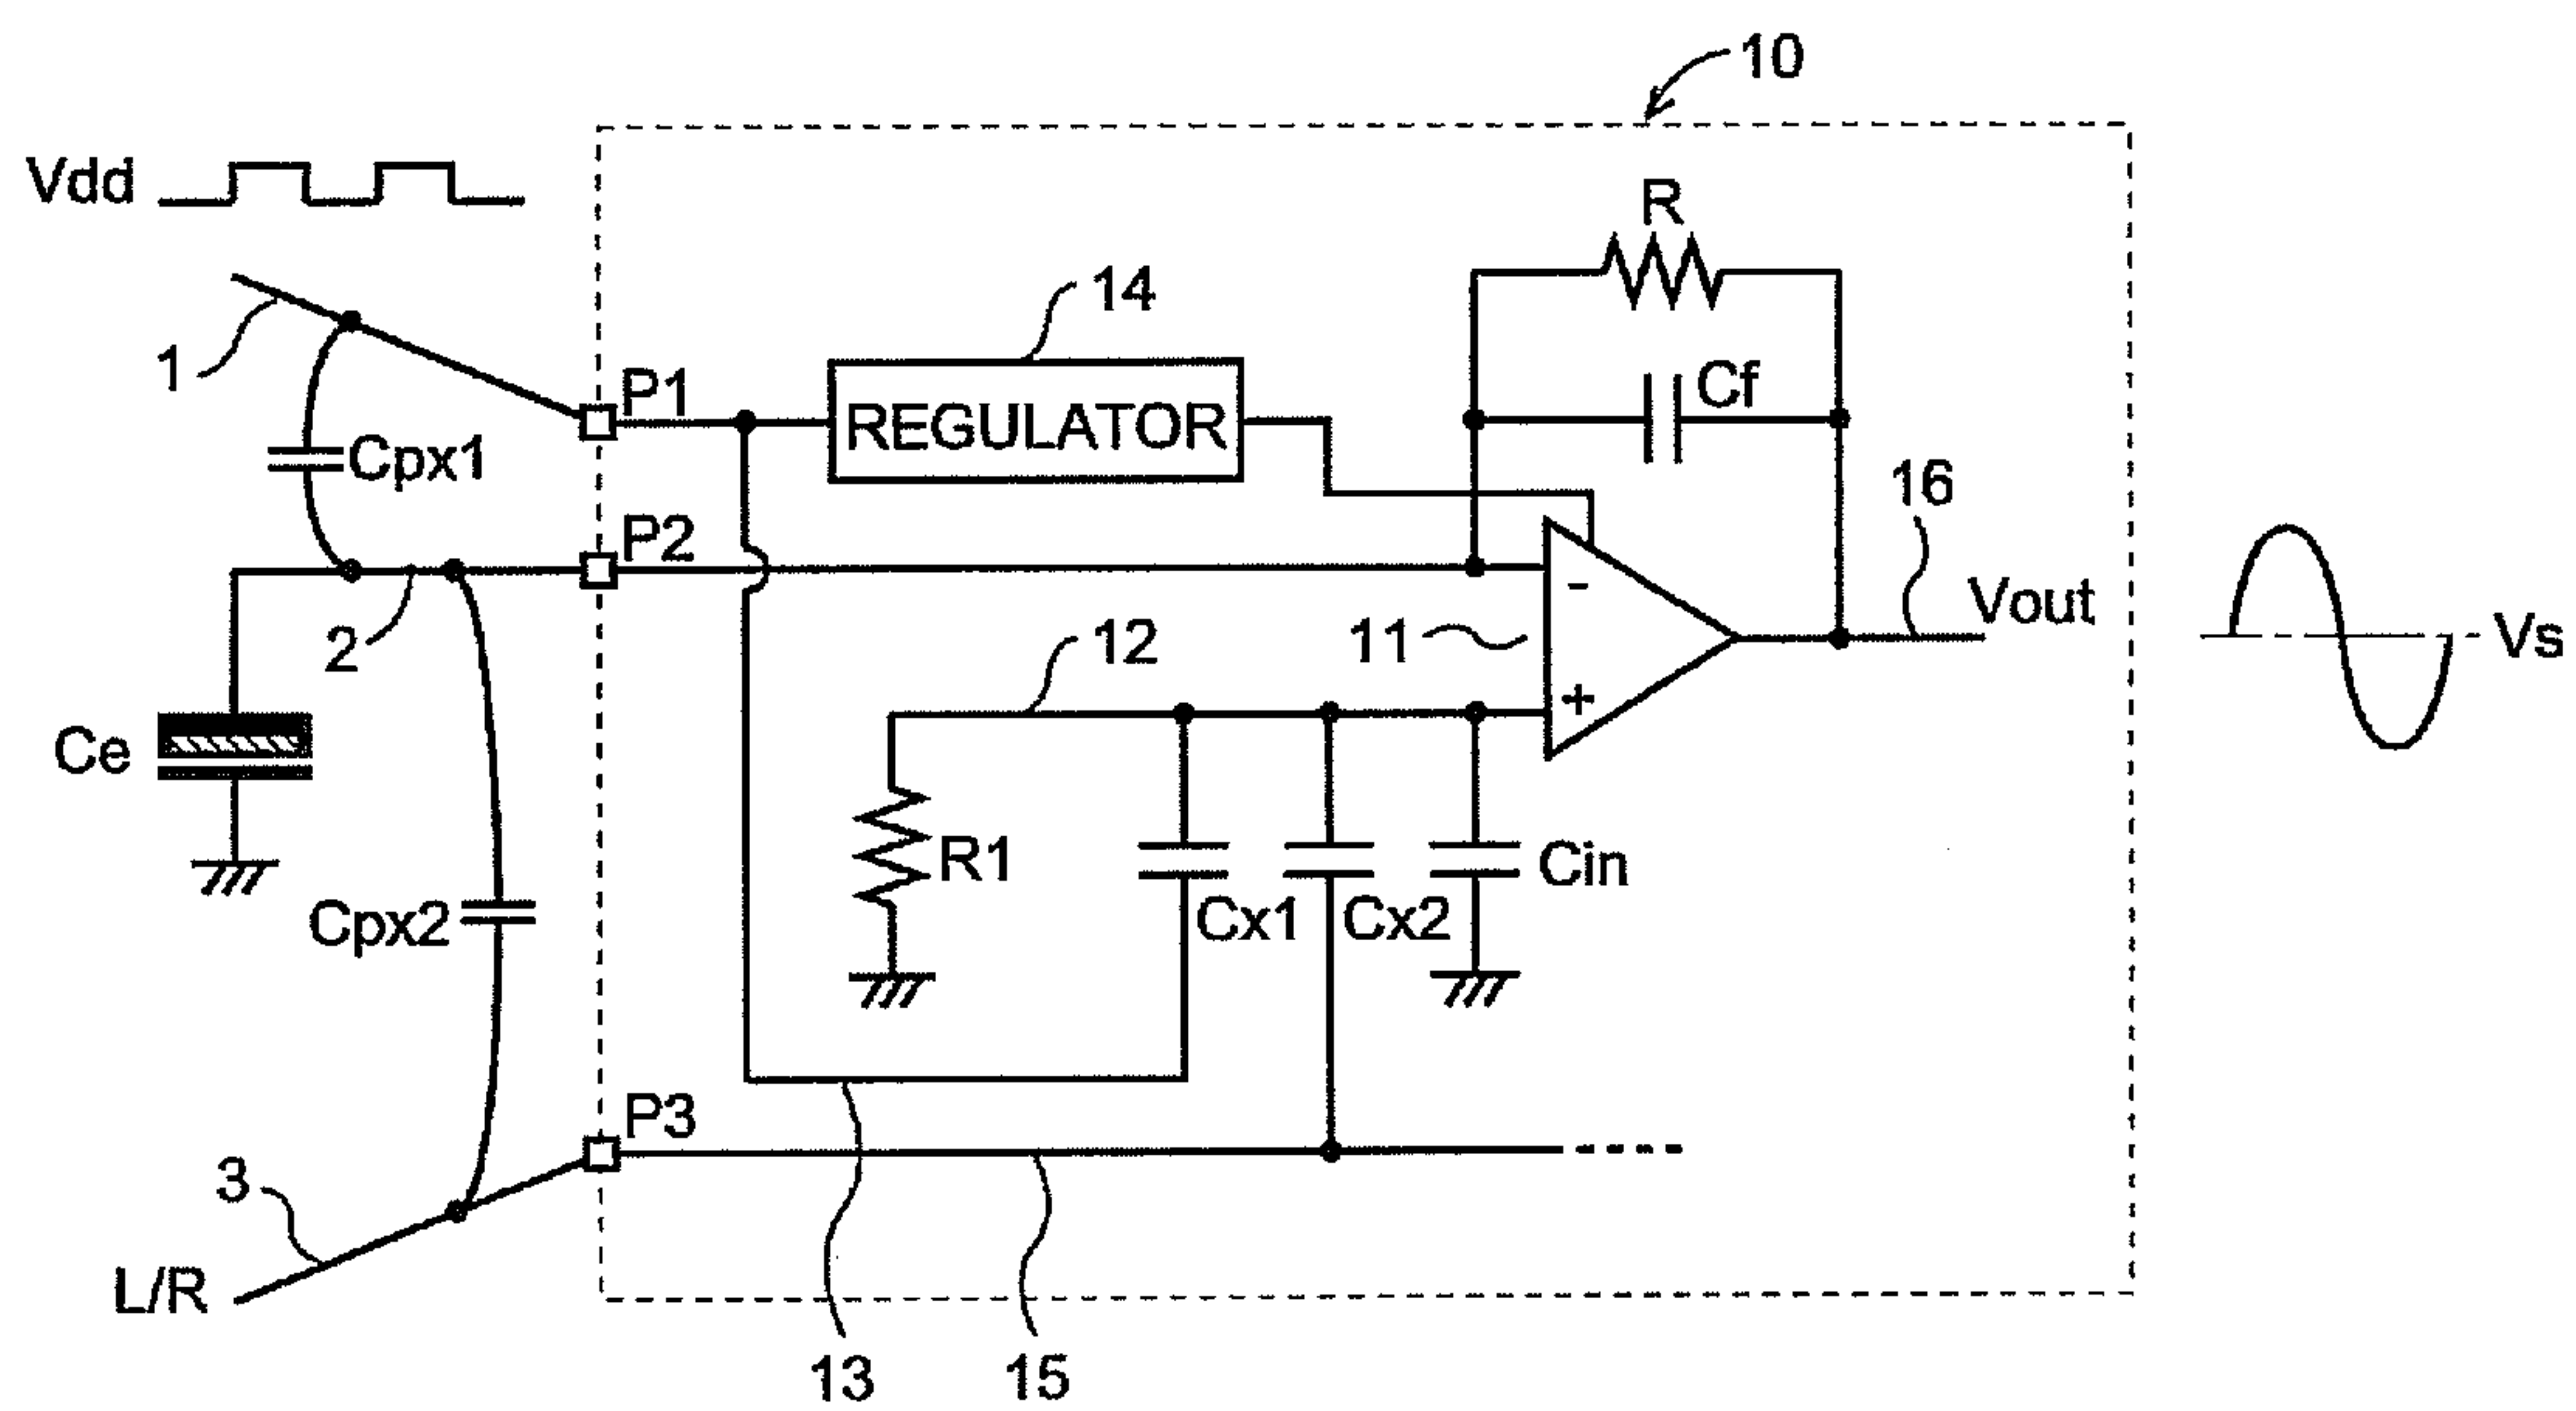 10
Vdd
R
14
1
P1
REGULATOR
Cf
Cpx1
16
P2
-
Vout
2
12
11
Vs
+
Ce
R1
Cin
Cpx2
Cx1
Cx2
P3
3
L/R
13
15